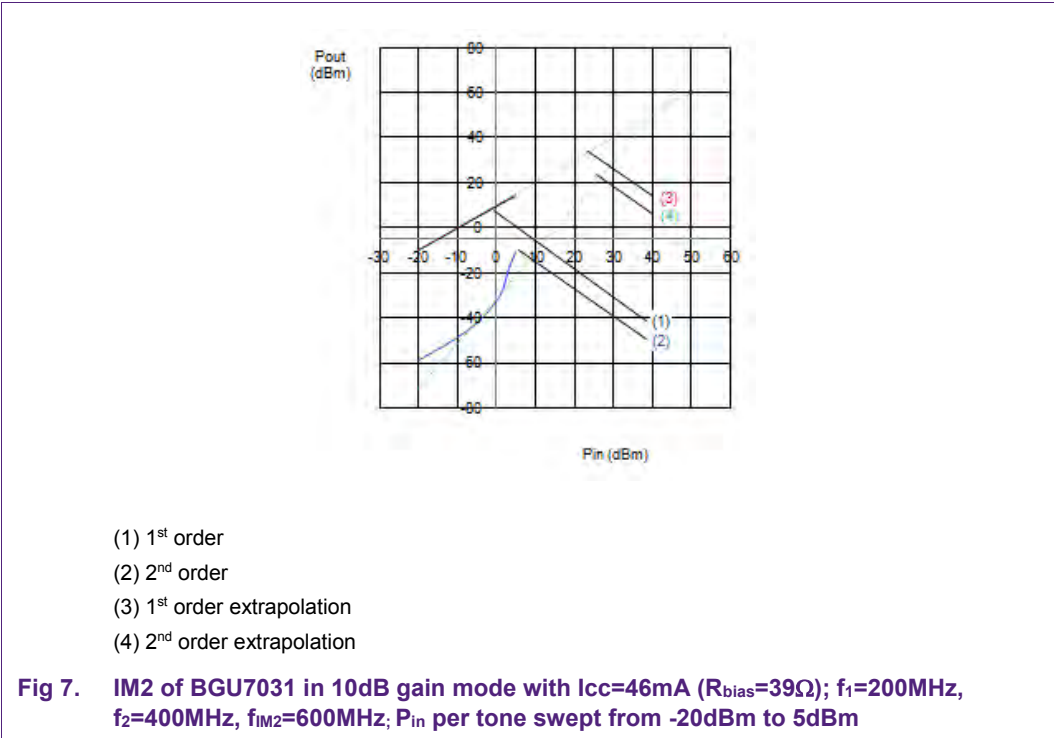 Pout
(dBm)
80
60
40
20
0
-30 -20 -10 0 10 20 30 40 50 60
-20
-40
-60
-80
(3)
(4)
(1)
(2)
Pin (dBm)
(1) 1st order
(2) 2nd order
(3) 1st order extrapolation
(4) 2nd order extrapolation
Fig 7. IM2 of BGU7031 in 10dB gain mode with Icc=46mA (Rbias=39Ω); f1=200MHz,
f2=400MHz, fIM2=600MHz; Pin per tone swept from -20dBm to 5dBm